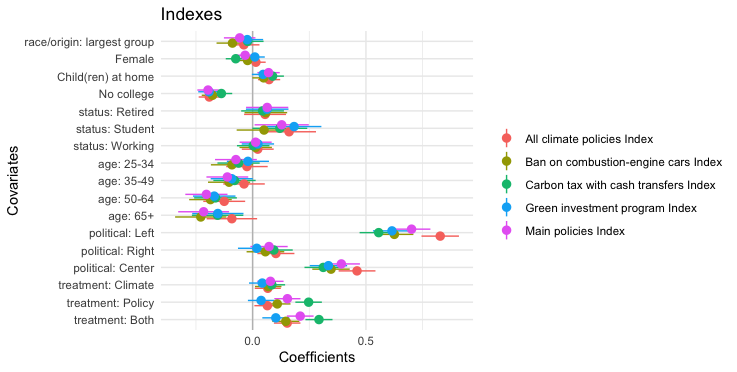 Indexes
Covariates
race/origin: largest group
Female
Child(ren) at home
No college
status: Retired
status: Student
status: Working
age: 25-34
age: 35-49
age: 50-64
age: 65+
political: Left
political: Right
political: Center
treatment: Climate
treatment: Policy
treatment: Both
0.0
0.5
Coefficients
All climate policies Index
Ban on combustion-engine cars Index
Carbon tax with cash transfers Index
Green investment program Index
Main policies Index